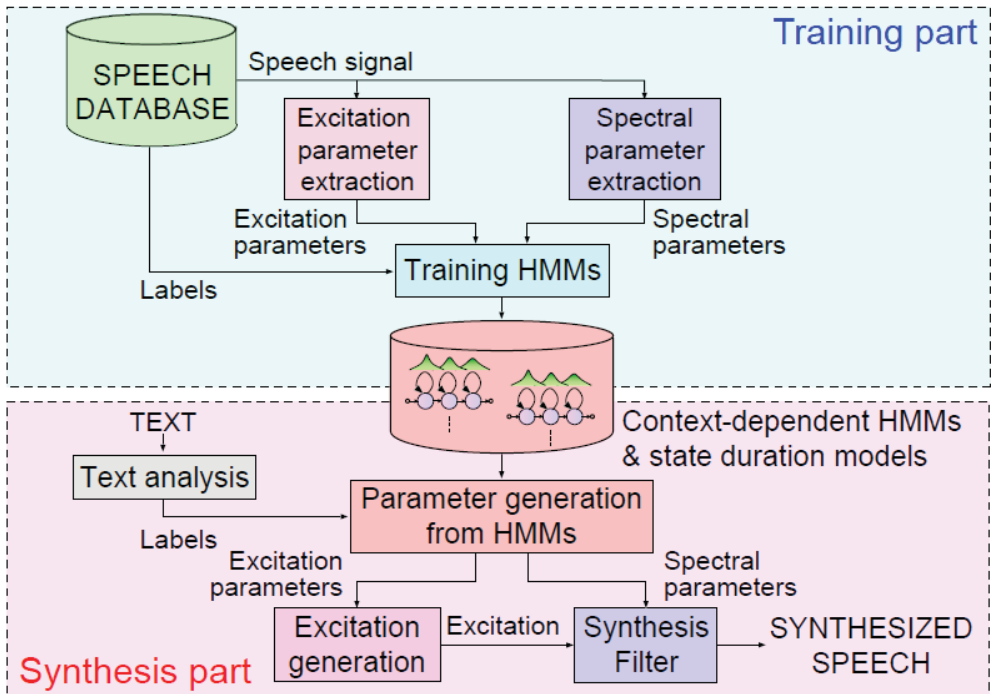 Training part
SPEECH
DATABASE
Speech signal
Excitation
parameter
extraction
Spectral
parameter
extraction
Excitation
parameters
Spectral
parameters
Training HMMs
Labels
Context-dependent HMMs
& state duration models
TEXT
Text analysis
Labels
Parameter generation
from HMMs
Excitation
parameters
Spectral
parameters
Excitation
generation
Excitation
Synthesis
Filter
SYNTHESIZED
SPEECH
Synthesis part